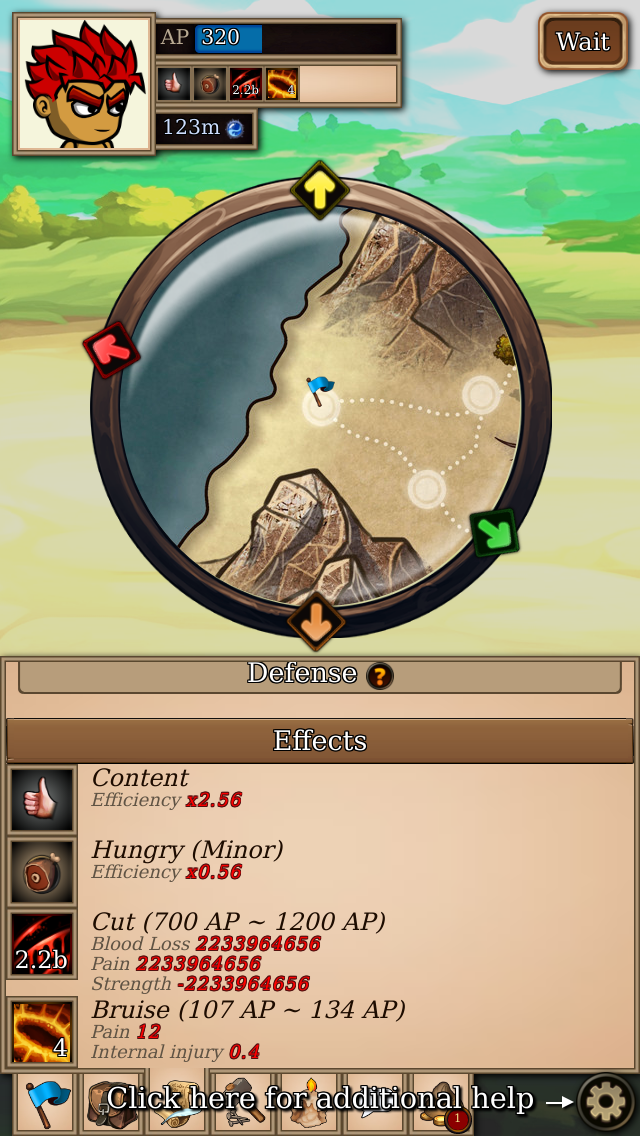 AP 320
Wait
2.2b 4
123m
Defense ?
Effects
Content
Efficiency x2.56
Hungry (Minor)
Efficiency x0.56
Cut (700 AP ~ 1200 AP)
2.2b
Blood Loss 2233964656
Pain 2233964656
Strength -2233964656
Bruise (107 AP ~ 134 AP)
4
Pain 12
Internal injury 0.4
Click here for additional help →
1